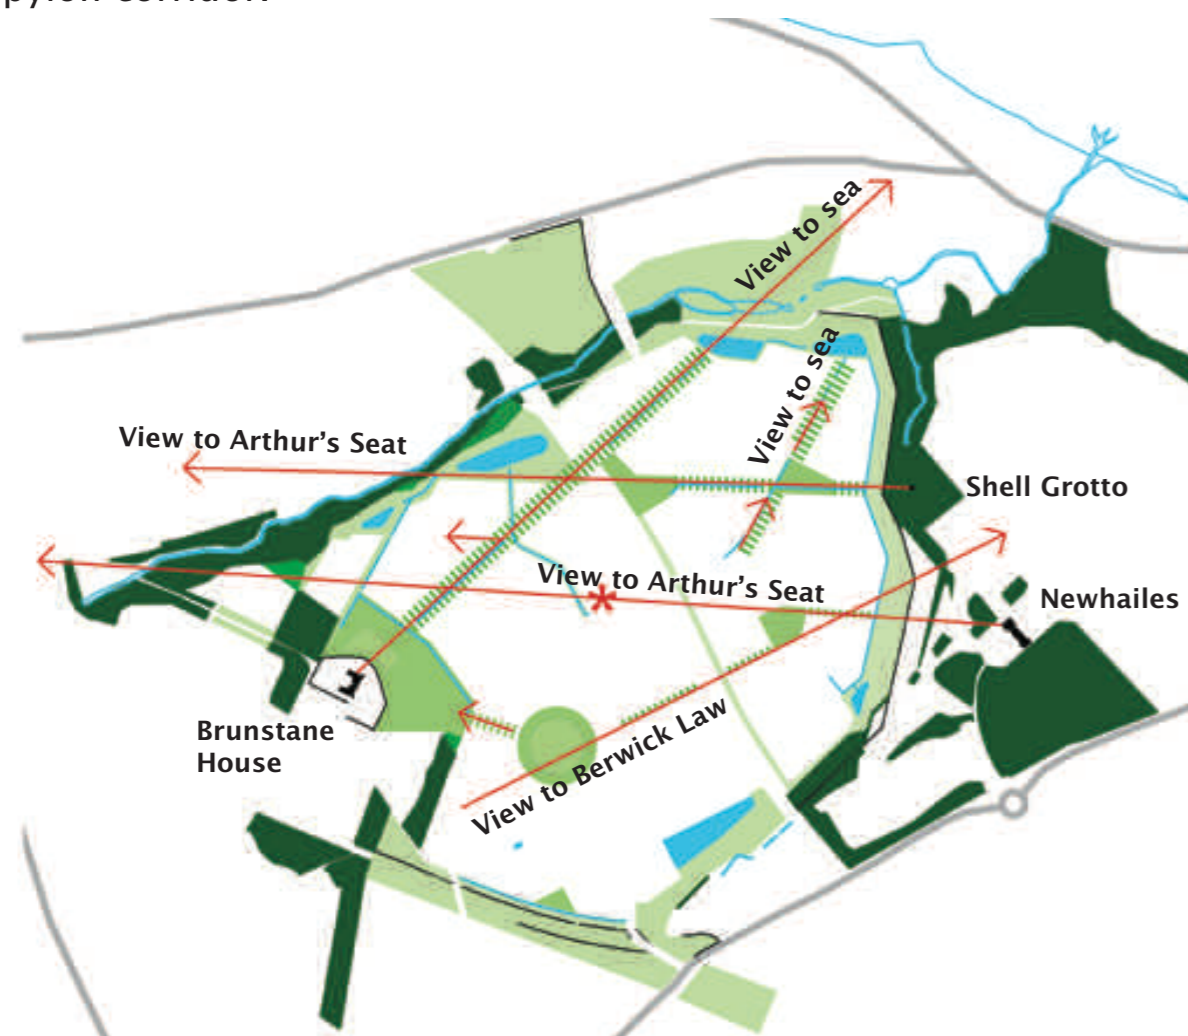 View to sea
View to sea
View to Arthur's Seat
Shell Grotto
View to Arthur's Seat
Newhailes
Brunstane
House
View to Berwick Law